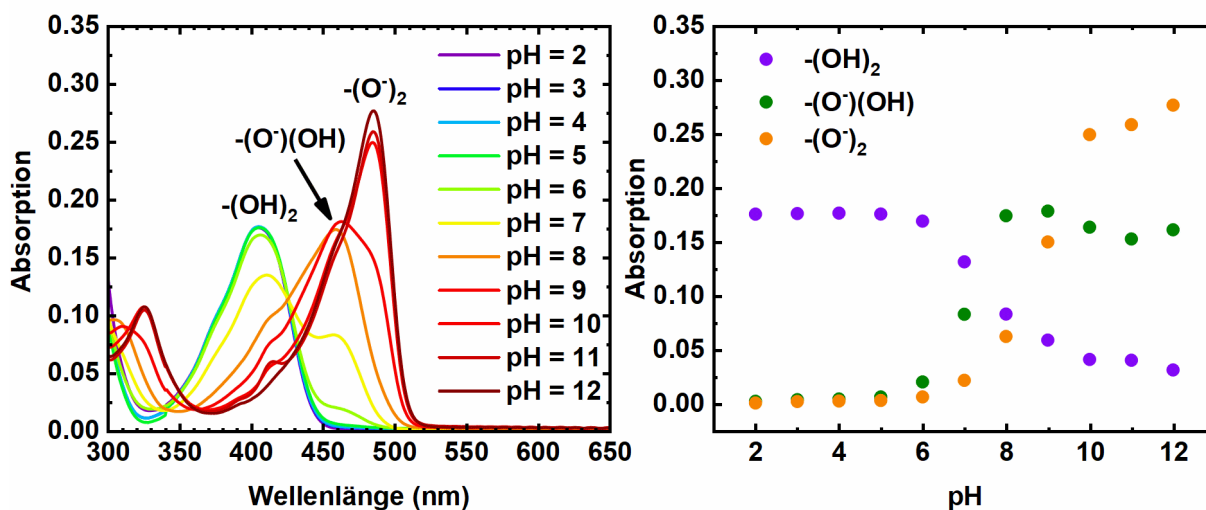 0.35
0.30
0.25
0.20
0.15
0.10
0.05
0.00
Absorption
300 350 400 450 500 550 600 650
Wellenlänge (nm)
-(OH)₂
-(O⁻)(OH)
-(O⁻)₂
pH = 2
pH = 3
pH = 4
pH = 5
pH = 6
pH = 7
pH = 8
pH = 9
pH = 10
pH = 11
pH = 12
0.35
0.30
0.25
0.20
0.15
0.10
0.05
0.00
Absorption
2 4 6 8 10 12
pH
-(OH)₂
-(O⁻)(OH)
-(O⁻)₂